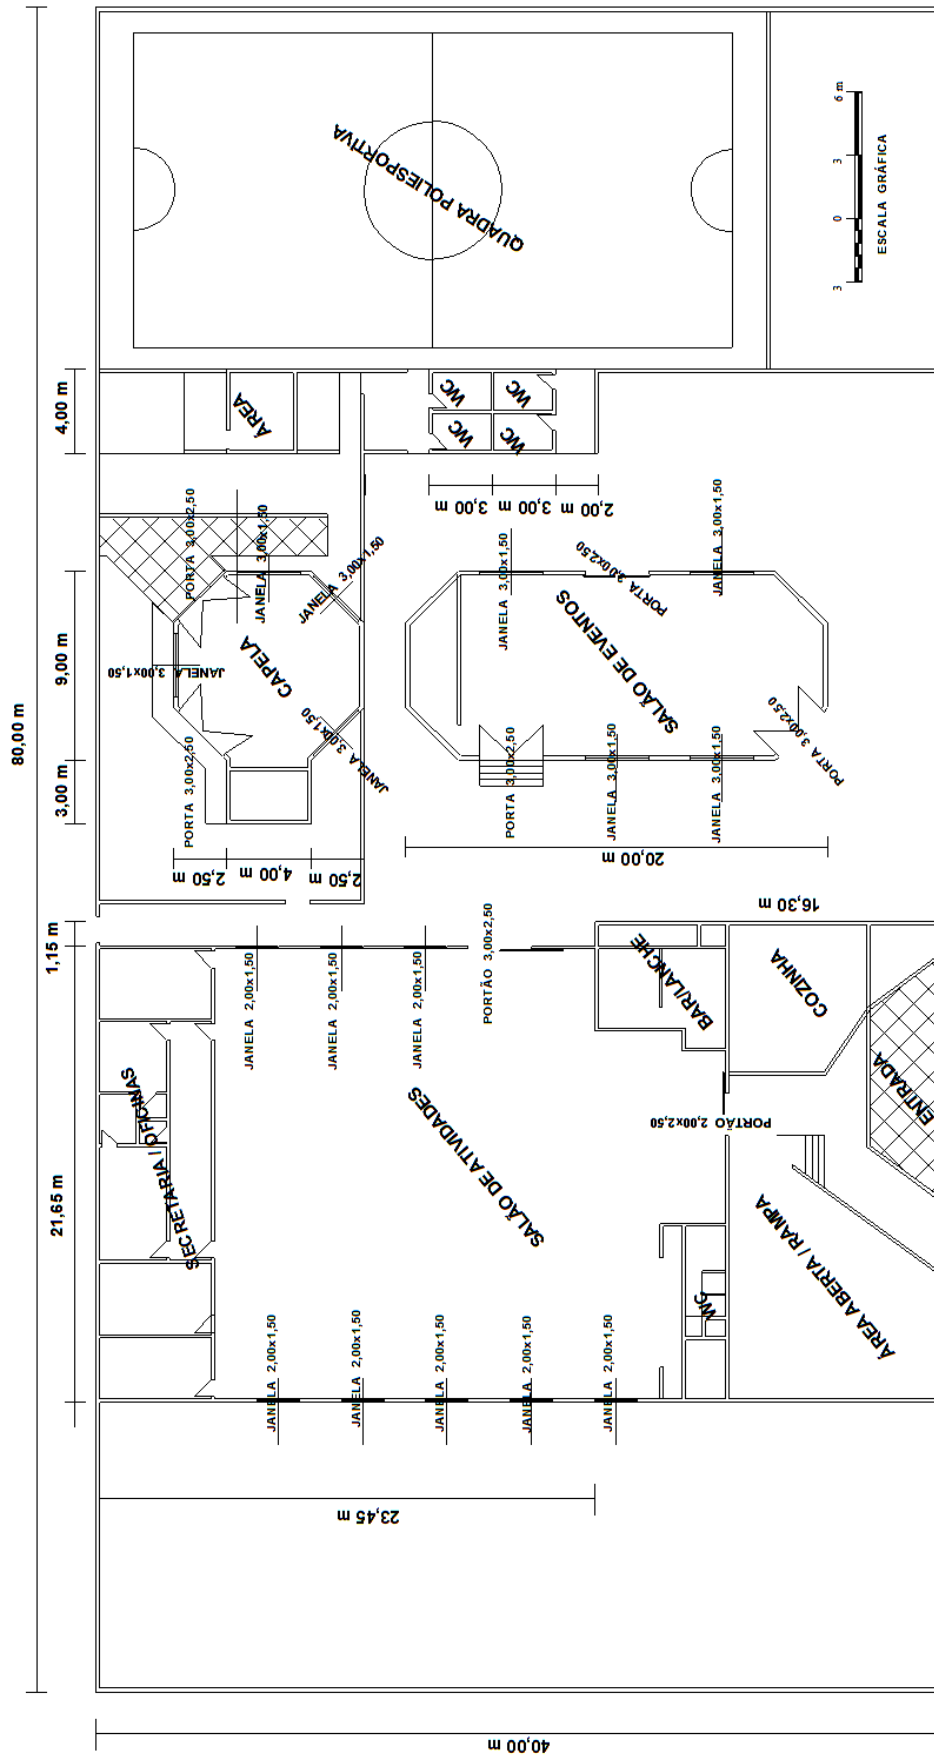 80,00 m
4,00 m
9,00 m
3,00 m
1,15 m
21,65 m
40,00 m
QUADRA POLIESPORTIVA
6 m
3
0
3
ESCALA GRÁFICA
ÁREA
WC
WC
WC
WC
3,00 m
3,00 m
2,00 m
PORTA 3,00x2,50
JANELA 3,00x1,50
JANELA 3,00x1,50
JANELA 3,00x1,50
CAPELA
JANELA 3,00x1,50
PORTA 3,00x2,50
2,50 m
4,00 m
2,50 m
JANELA 3,00x1,50
PORTA 3,00x2,50
JANELA 3,00x1,50
SALÃO DE EVENTOS
PORTA 3,00x2,50
JANELA 3,00x1,50
JANELA 3,00x1,50
PORTA 3,00x2,50
20,00 m
16,30 m
JANELA 2,00x1,50
JANELA 2,00x1,50
JANELA 2,00x1,50
PORTÃO 3,00x2,50
BAR/LANCHE
COZINHA
ENTRADA
SECRETARIA / OFICINAS
SALÃO DE ATIVIDADES
PORTÃO 2,00x2,50
ÁREA ABERTA / RAMPA
WC
JANELA 2,00x1,50
JANELA 2,00x1,50
JANELA 2,00x1,50
JANELA 2,00x1,50
JANELA 2,00x1,50
23,45 m